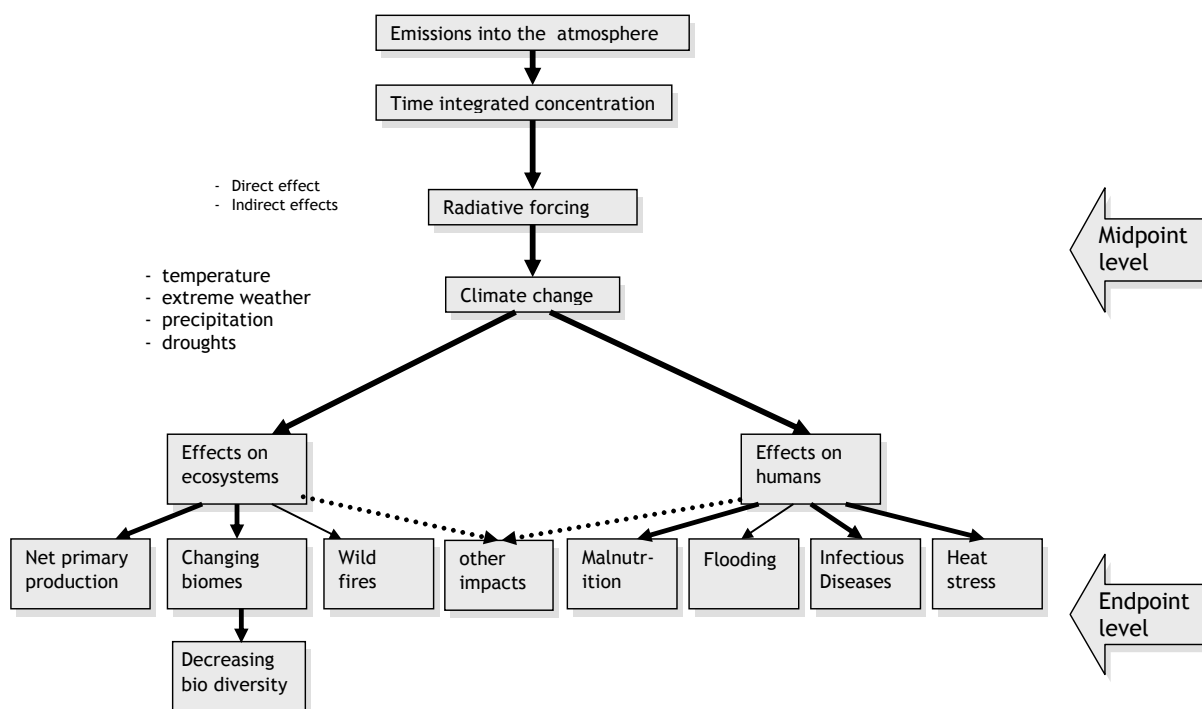 Emissions into the  atmosphere
Time integrated concentration
- Direct effect
- Indirect effects
Radiative forcing
Midpoint
level
- temperature
- extreme weather
- precipitation
- droughts
Climate change
Effects on
ecosystems
Effects on
humans
Net primary
production
Changing
biomes
Wild
fires
other
impacts
Malnutr-
ition
Flooding
Infectious
Diseases
Heat
stress
Endpoint
level
Decreasing
bio diversity